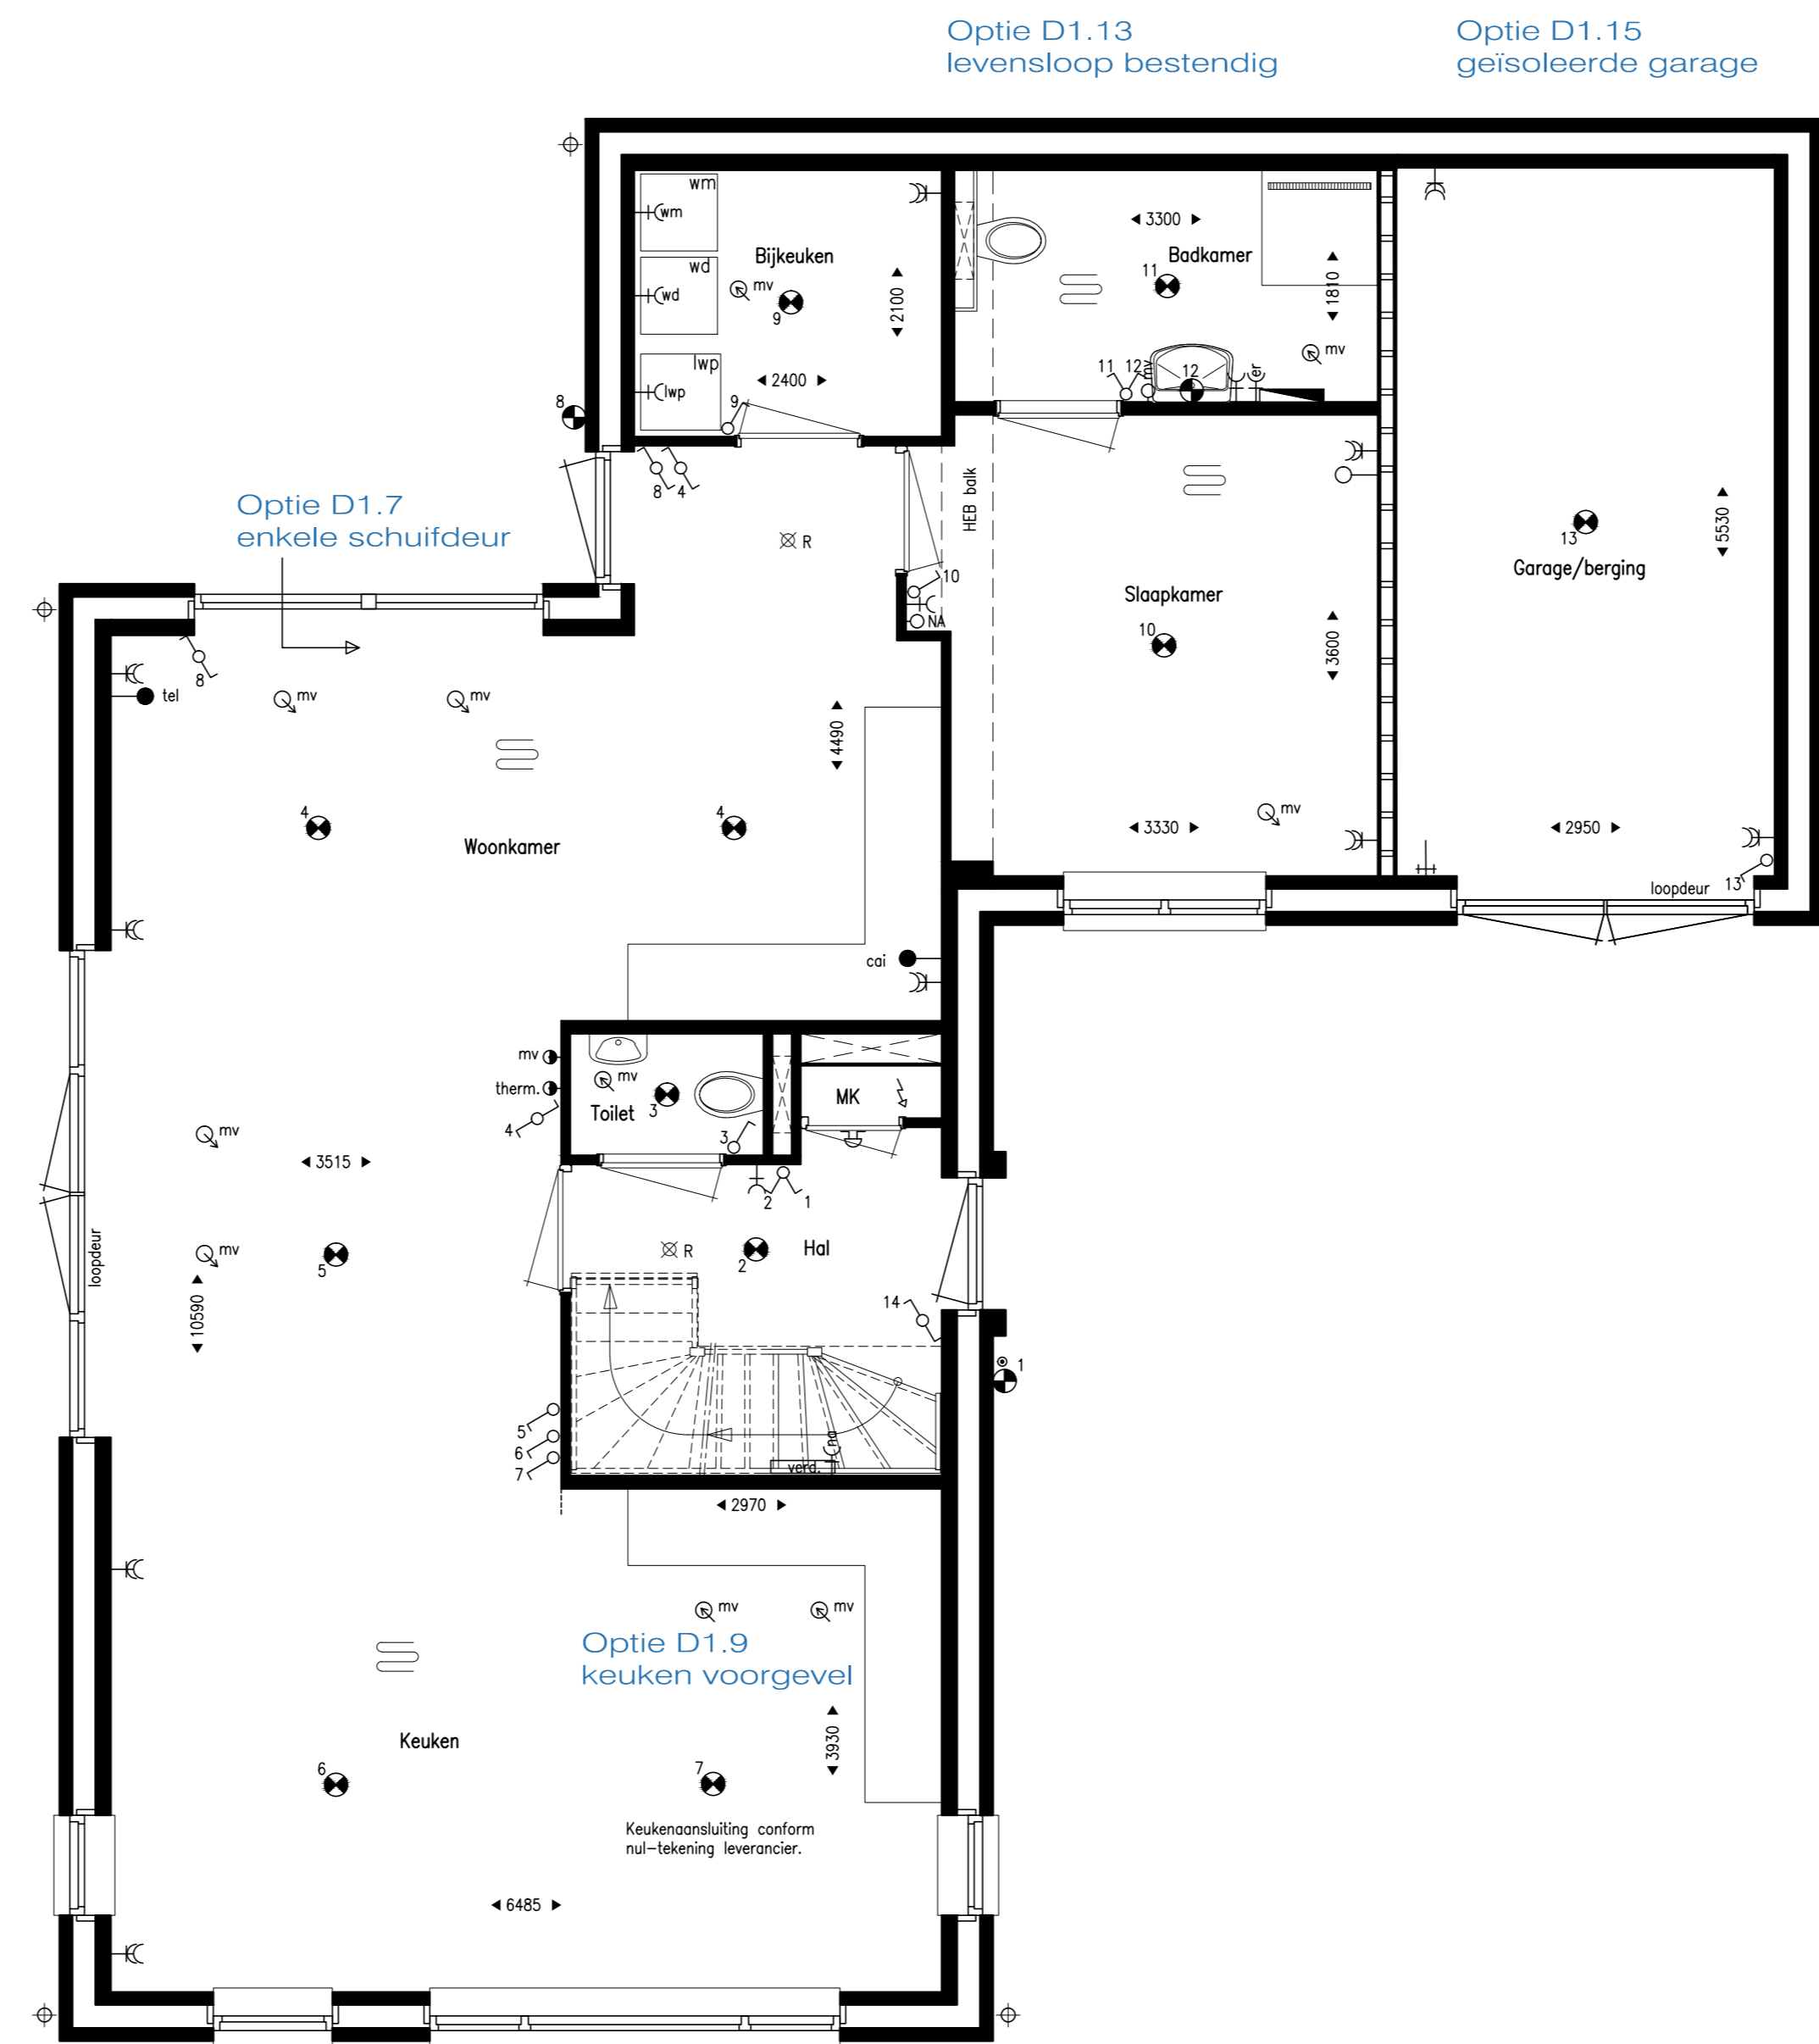 Optie D1.13
levensloop bestendig
Optie D1.15
geïsoleerde garage
wm
wm
wd
wd
lwp
lwp
Bijkeuken
mv
9
2100
2400
9
3300
Badkamer
11
1810
mv
11
12
mv
12
er
8
8
4
R
HEB balk
10
NA
Slaapkamer
10
3600
3330
mv
13
Garage/berging
5530
2950
loopdeur
13
Optie D1.7
enkele schuifdeur
8
tel
mv
mv
4490
4
4
Woonkamer
cai
mv
therm.
4
mv
Toilet
3
3
MK
mv
3515
mv
loopdeur
10590
5
2
1
R
2
Hal
14
1
5
6
7
na
verd.
2970
mv
mv
Optie D1.9
keuken voorgevel
Keuken
3930
6
7
Keukenaansluiting conform
nul-tekening leverancier.
6485